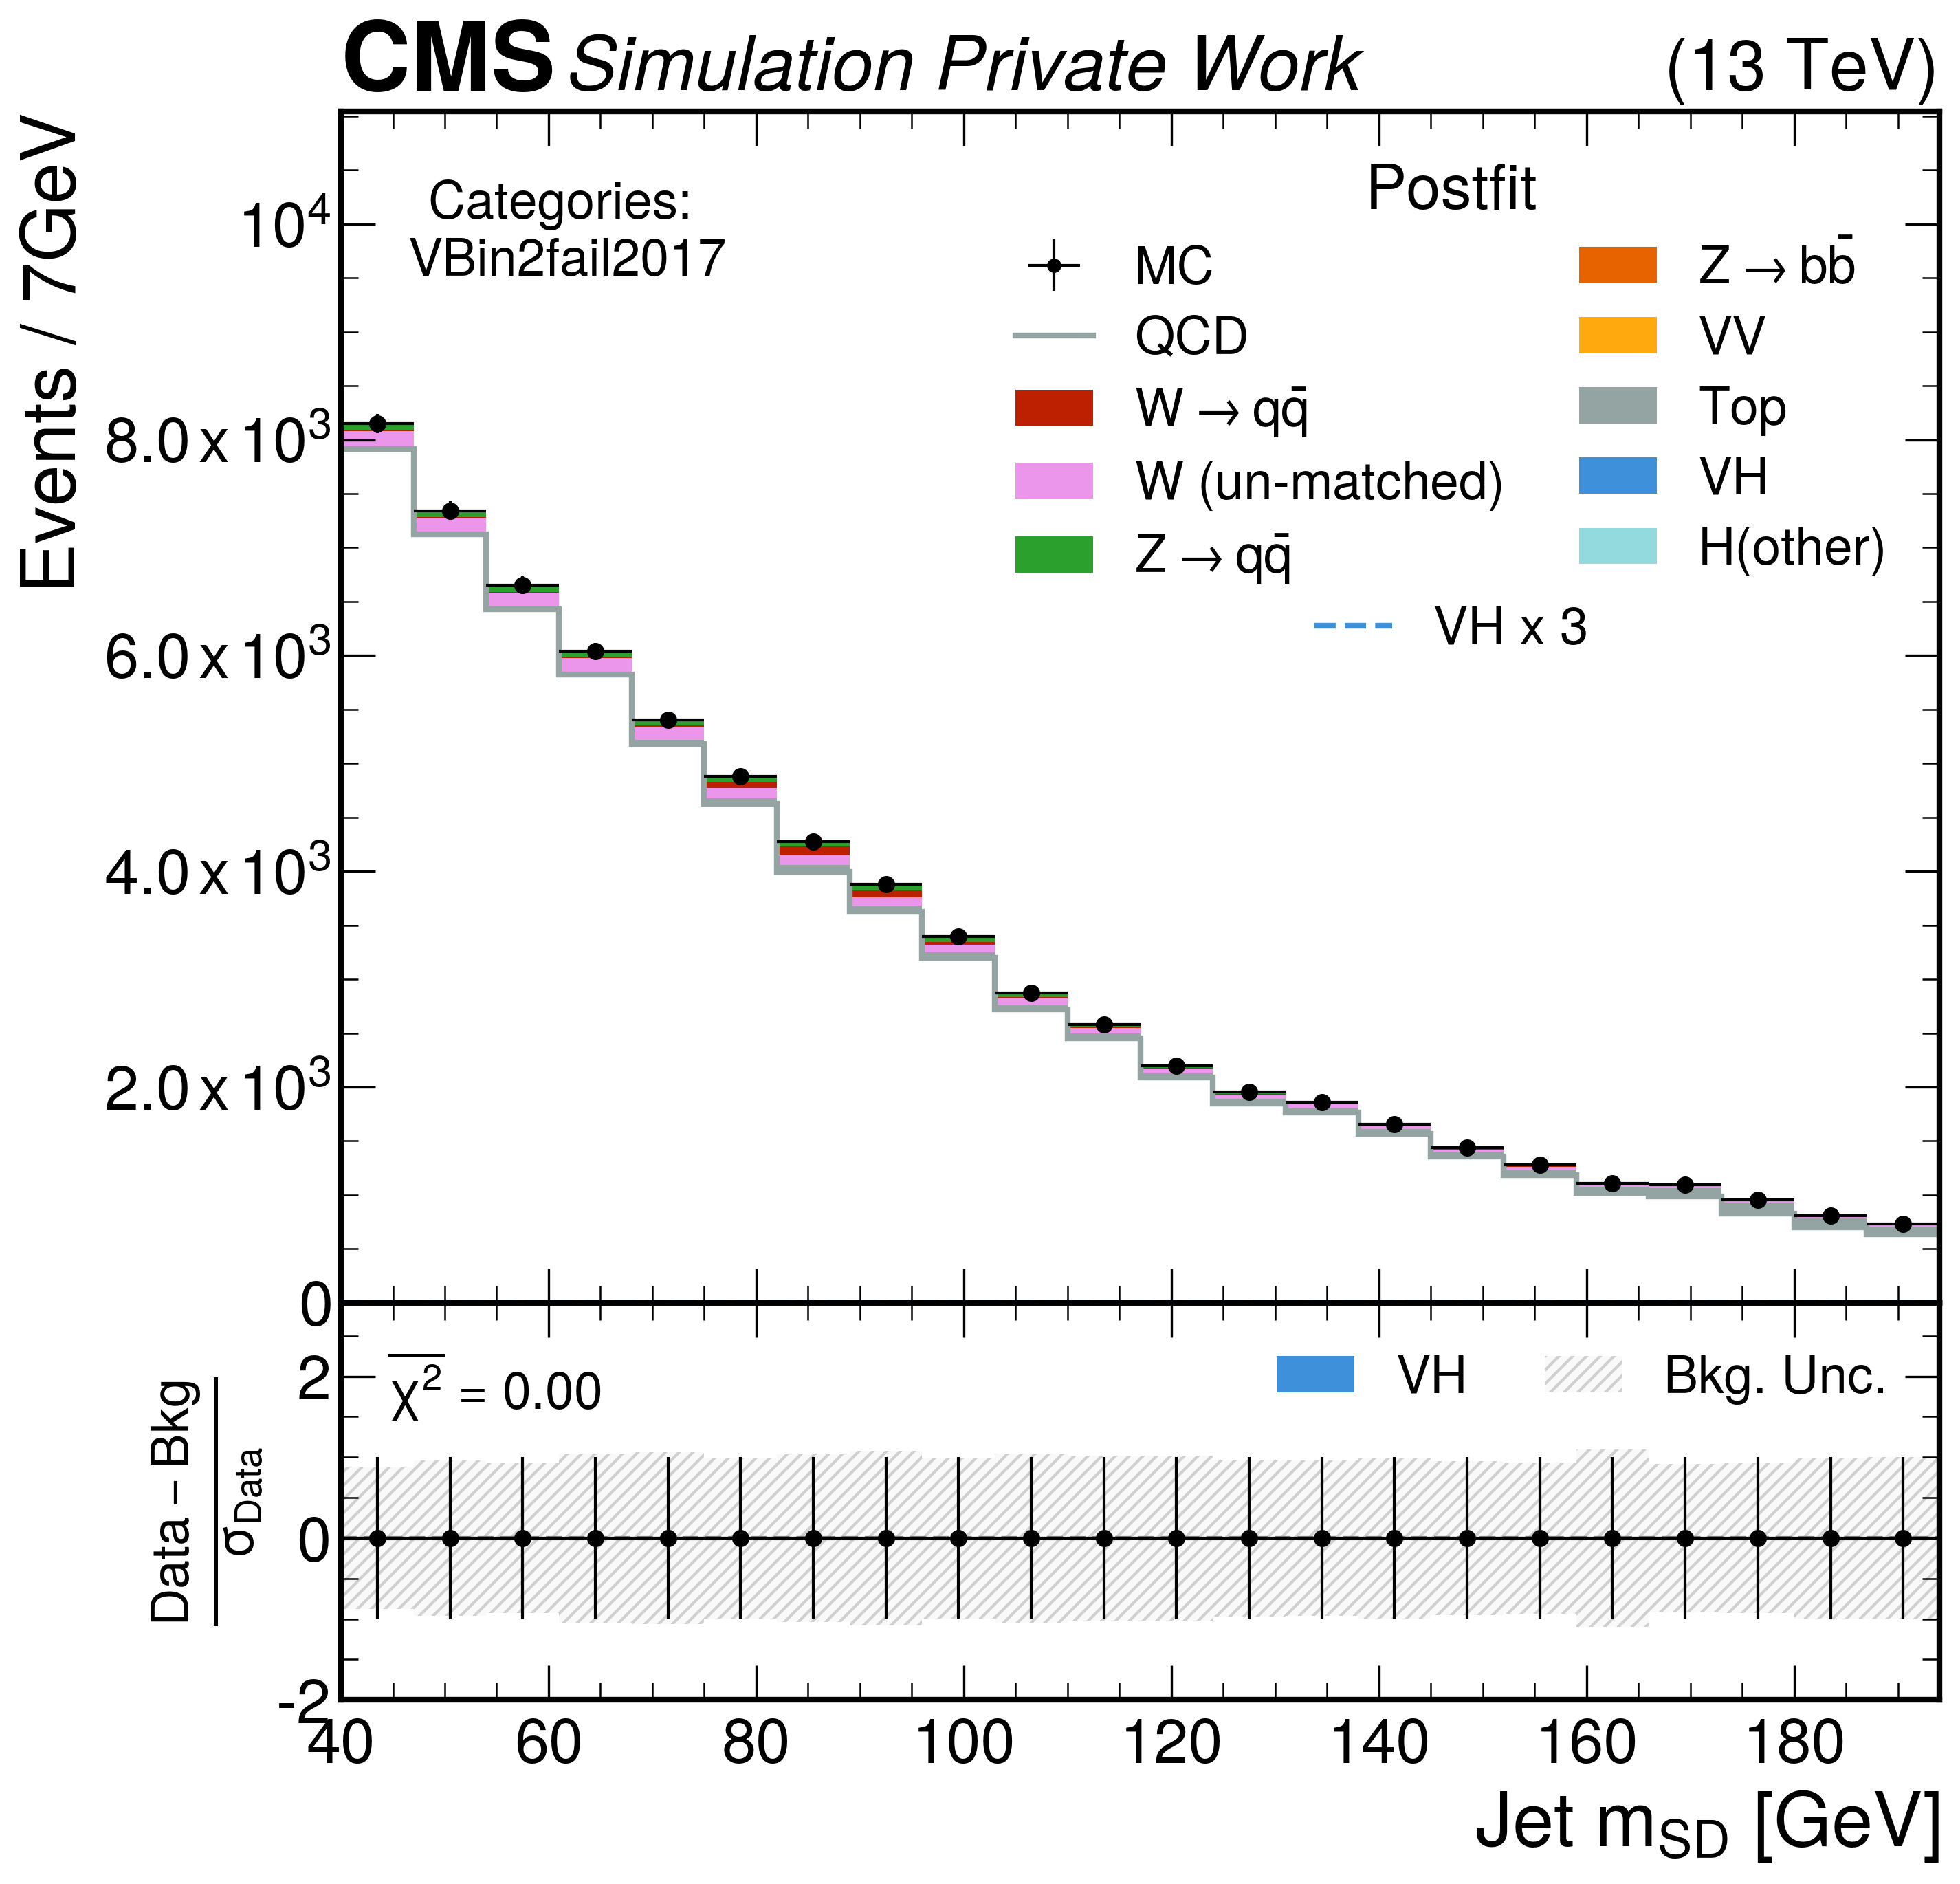 CMS Simulation Private Work (13 TeV)
Events / 7GeV
Categories:
VBin2fail2017
Postfit
MC
QCD
W → qq̄
W (un-matched)
Z → qq̄
Z → bb̄
VV
Top
VH
H(other)
VH x 3
10⁴
8.0 x 10³
6.0 x 10³
4.0 x 10³
2.0 x 10³
0
Data – Bkg
σ_Data
2
0
-2
χ² = 0.00
VH
Bkg. Unc.
40 60 80 100 120 140 160 180
Jet m_SD [GeV]